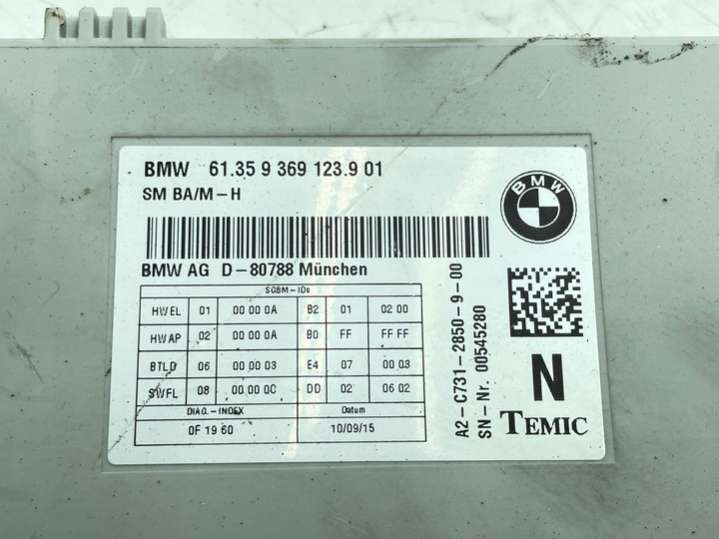 BMW 61.35 9 369 123.9 01
SM BA/M-H
BMW
BMW AG D-80788 München
SGBM-IDs
HWEL 01 00 00 0A B2 01 02 00
HWAP 02 00 00 0A B0 FF FF FF
BTLD 06 00 00 03 E4 07 00 03
SWFL 08 00 00 0C DD 02 06 02
DIAG.-INDEX Datum
0F 19 60 10/09/15
A2-C731-2850-9-00
SN-Nr. 00545280
N
TEMIC